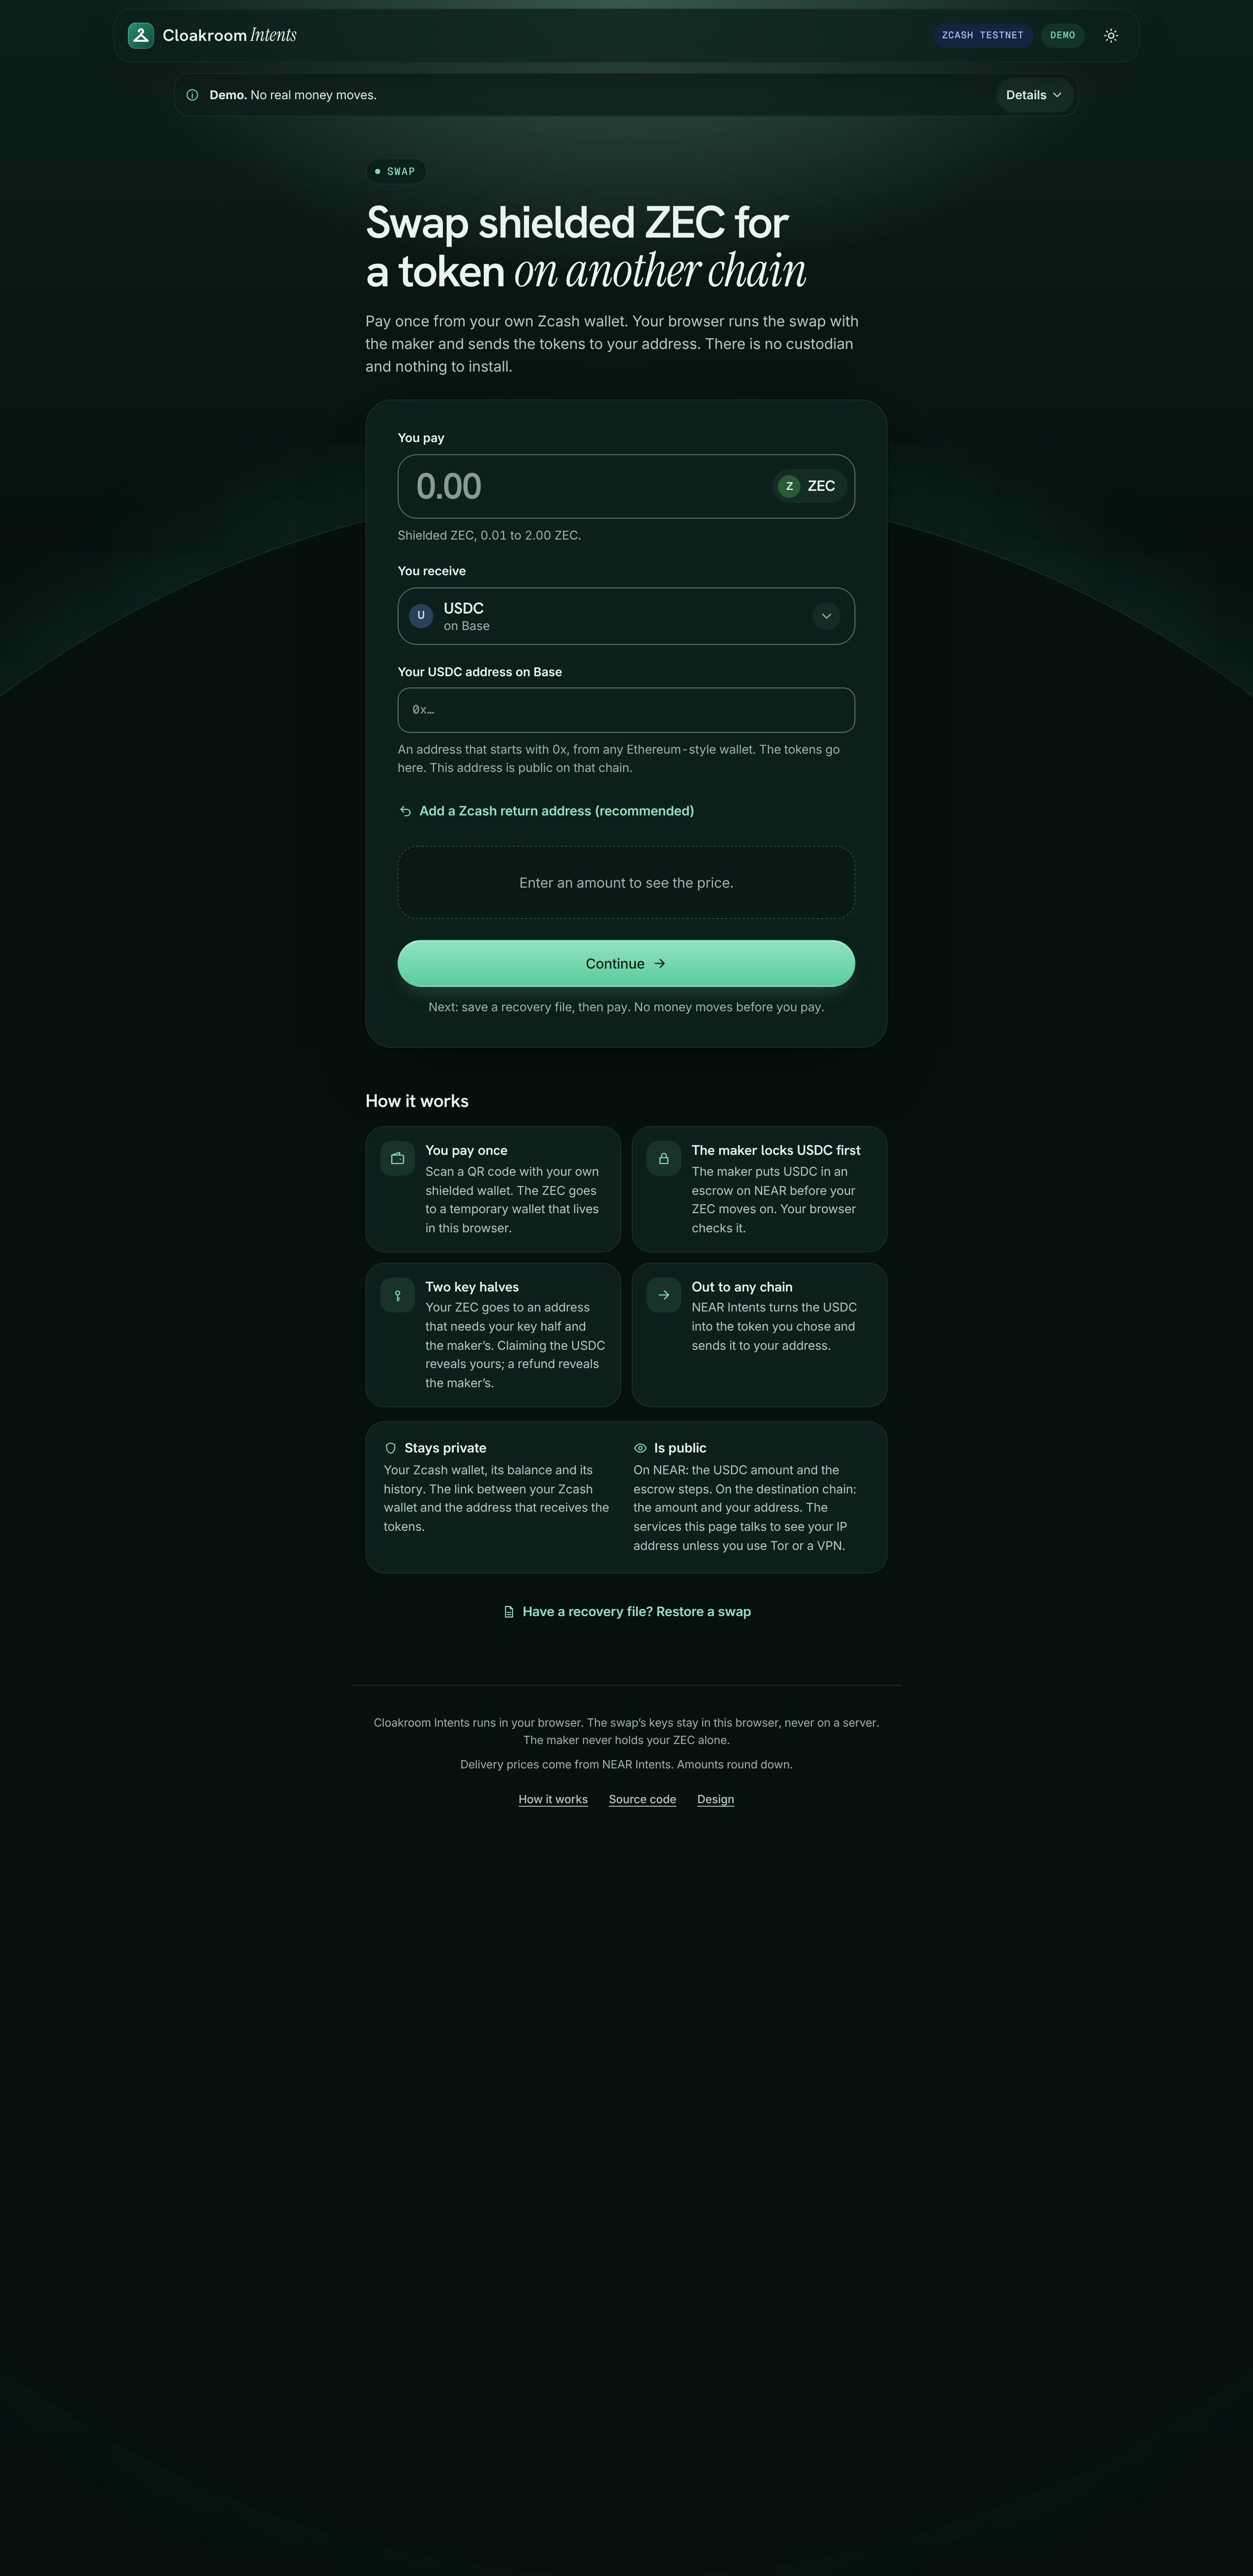 Cloakroom Intents
ZCASH TESTNET
DEMO
Demo. No real money moves.
Details
SWAP
Swap shielded ZEC for
a token on another chain
Pay once from your own Zcash wallet. Your browser runs the swap with
the maker and sends the tokens to your address. There is no custodian
and nothing to install.
You pay
0.00
Z ZEC
Shielded ZEC, 0.01 to 2.00 ZEC.
You receive
U
USDC
on Base
Your USDC address on Base
0x…
An address that starts with 0x, from any Ethereum-style wallet. The tokens go
here. This address is public on that chain.
Add a Zcash return address (recommended)
Enter an amount to see the price.
Continue →
Next: save a recovery file, then pay. No money moves before you pay.
How it works
You pay once
Scan a QR code with your own
shielded wallet. The ZEC goes
to a temporary wallet that lives
in this browser.
The maker locks USDC first
The maker puts USDC in an
escrow on NEAR before your
ZEC moves on. Your browser
checks it.
Two key halves
Your ZEC goes to an address
that needs your key half and
the maker's. Claiming the USDC
reveals yours; a refund reveals
the maker's.
Out to any chain
NEAR Intents turns the USDC
into the token you chose and
sends it to your address.
Stays private
Your Zcash wallet, its balance and its
history. The link between your Zcash
wallet and the address that receives the
tokens.
Is public
On NEAR: the USDC amount and the
escrow steps. On the destination chain:
the amount and your address. The
services this page talks to see your IP
address unless you use Tor or a VPN.
Have a recovery file? Restore a swap
Cloakroom Intents runs in your browser. The swap's keys stay in this browser, never on a server.
The maker never holds your ZEC alone.
Delivery prices come from NEAR Intents. Amounts round down.
How it works
Source code
Design